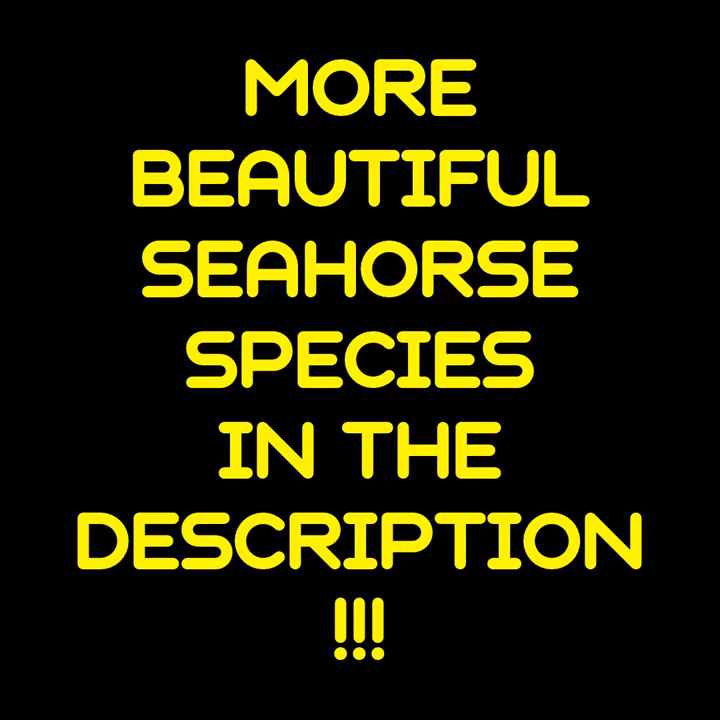 MORE
BEAUTIFUL
SEAHORSE
SPECIES
IN THE
DESCRIPTION
!!!